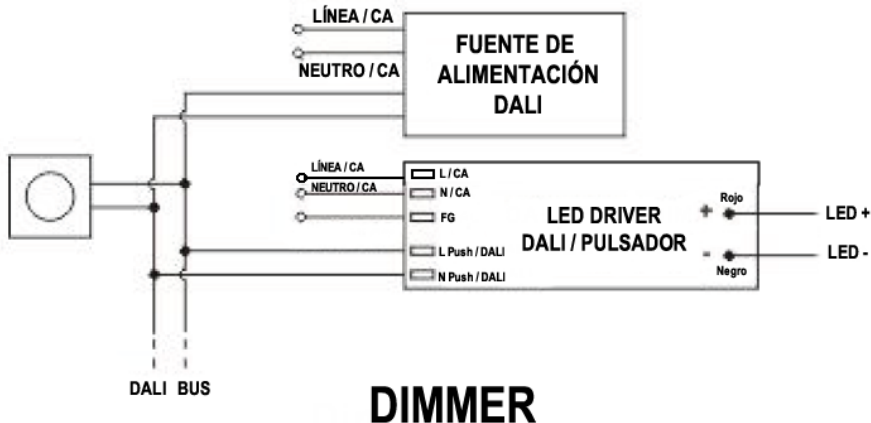 LÍNEA / CA
NEUTRO / CA
FUENTE DE
ALIMENTACIÓN
DALI
LÍNEA / CA
NEUTRO / CA
L / CA
N / CA
FG
L Push / DALI
N Push / DALI
LED DRIVER
DALI / PULSADOR
+ Rojo
- Negro
LED +
LED -
DALI BUS
DIMMER